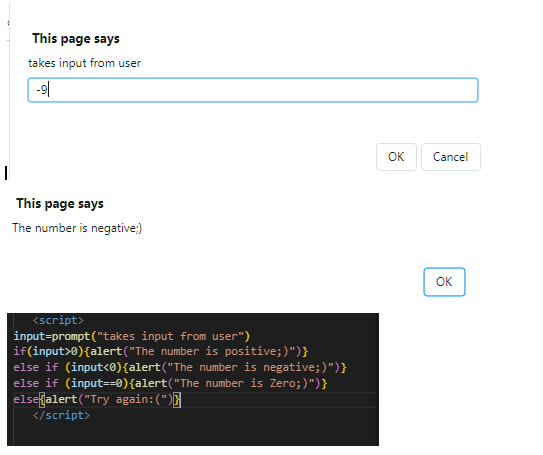 This page says
takes input from user
-9
OK Cancel
This page says
The number is negative;)
OK
<script>
input=prompt("takes input from user")
if(input>0){alert("The number is positive;)")}
else if (input<0){alert("The number is negative;)")}
else if (input==0){alert("The number is Zero;)")}
else{alert("Try again:(")}
</script>